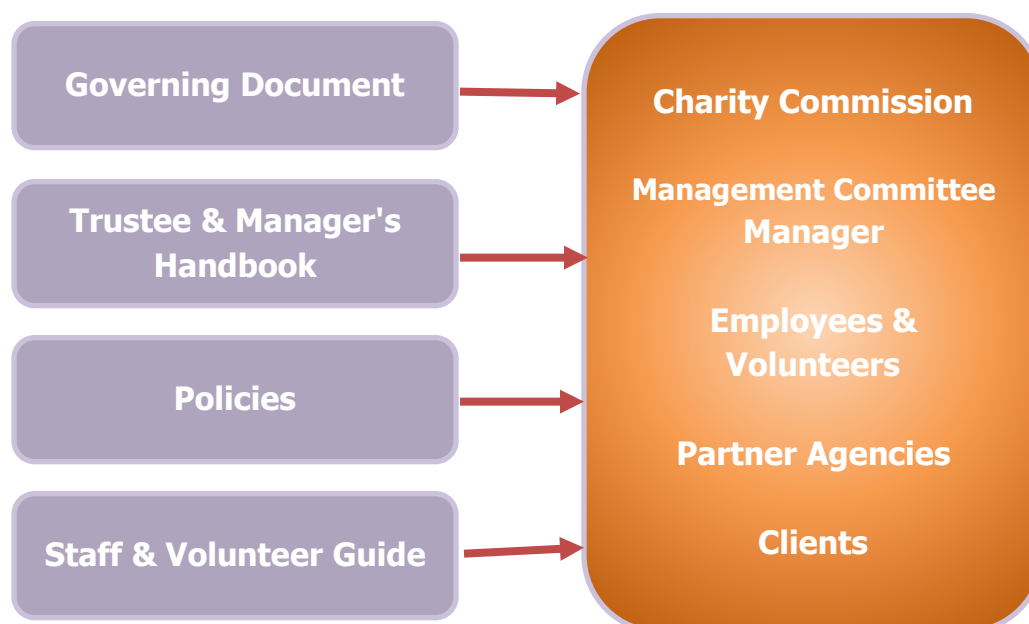 Governing Document
Trustee & Manager's
Handbook
Policies
Staff & Volunteer Guide
Charity Commission
Management Committee
Manager
Employees &
Volunteers
Partner Agencies
Clients